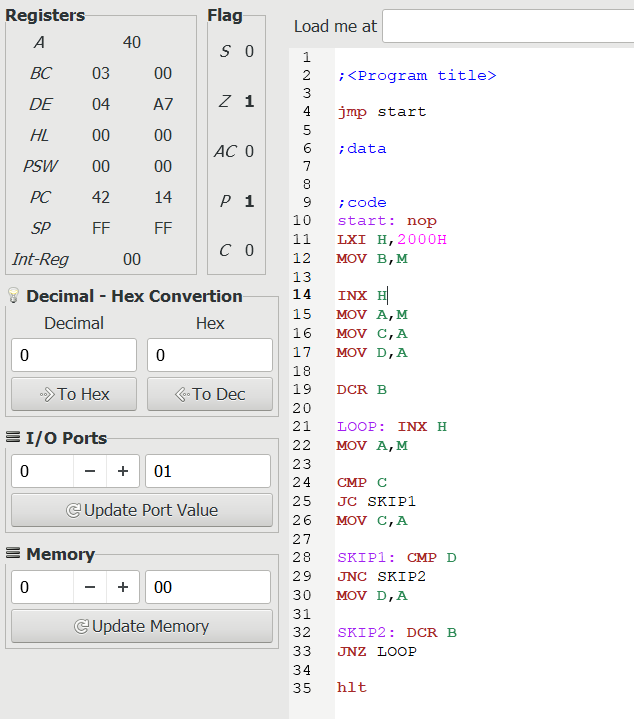 Registers
A 40
BC 03 00
DE 04 A7
HL 00 00
PSW 00 00
PC 42 14
SP FF FF
Int-Reg 00
Flag
S 0
Z 1
AC 0
P 1
C 0
Decimal - Hex Convertion
Decimal Hex
0 0
To Hex To Dec
I/O Ports
0 − + 01
Update Port Value
Memory
0 − + 00
Update Memory
Load me at
1
2 ;<Program title>
3
4 jmp start
5
6 ;data
7
8
9 ;code
10 start: nop
11 LXI H,2000H
12 MOV B,M
13
14 INX H
15 MOV A,M
16 MOV C,A
17 MOV D,A
18
19 DCR B
20
21 LOOP: INX H
22 MOV A,M
23
24 CMP C
25 JC SKIP1
26 MOV C,A
27
28 SKIP1: CMP D
29 JNC SKIP2
30 MOV D,A
31
32 SKIP2: DCR B
33 JNZ LOOP
34
35 hlt